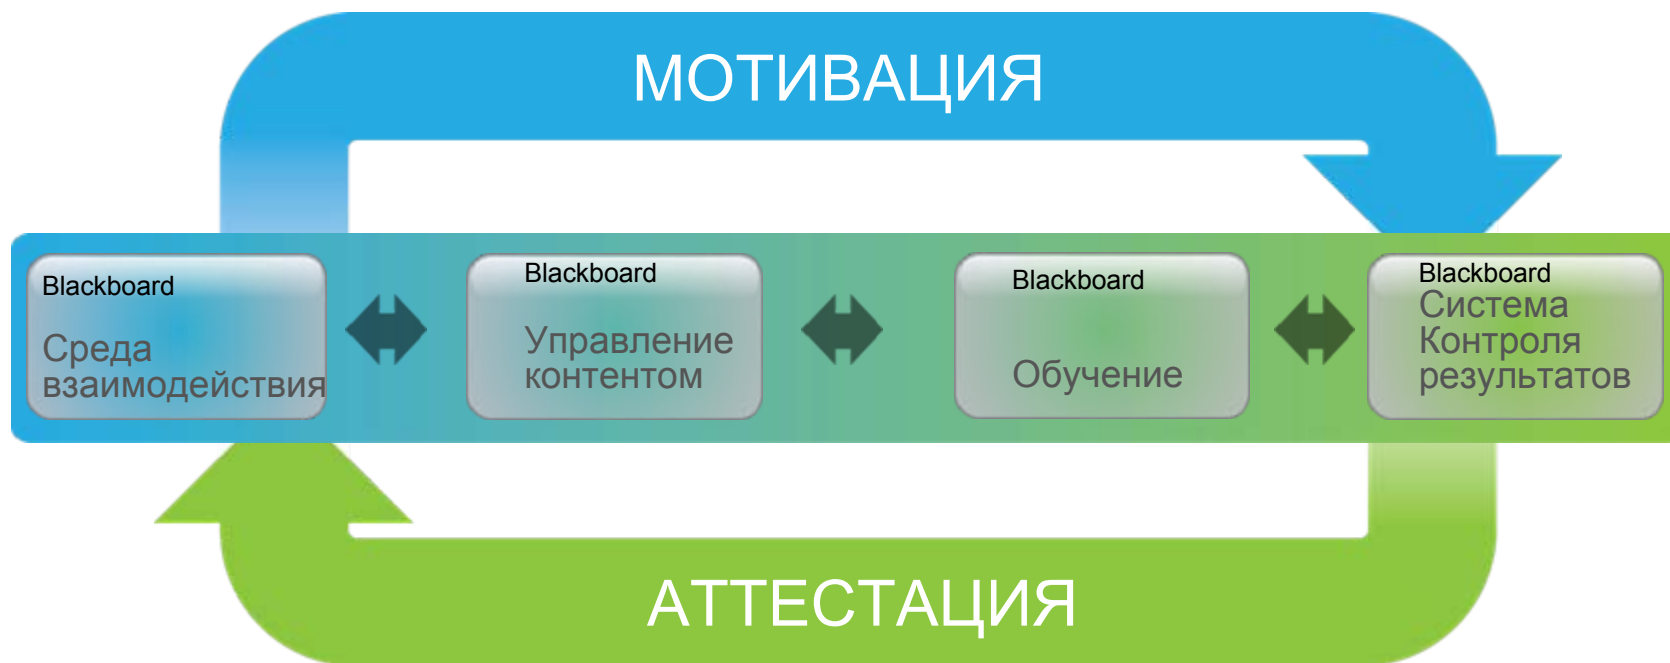 МОТИВАЦИЯ
Blackboard
Среда
взаимодействия
Blackboard
Управление
контентом
Blackboard
Обучение
Blackboard
Система
Контроля
результатов
АТТЕСТАЦИЯ